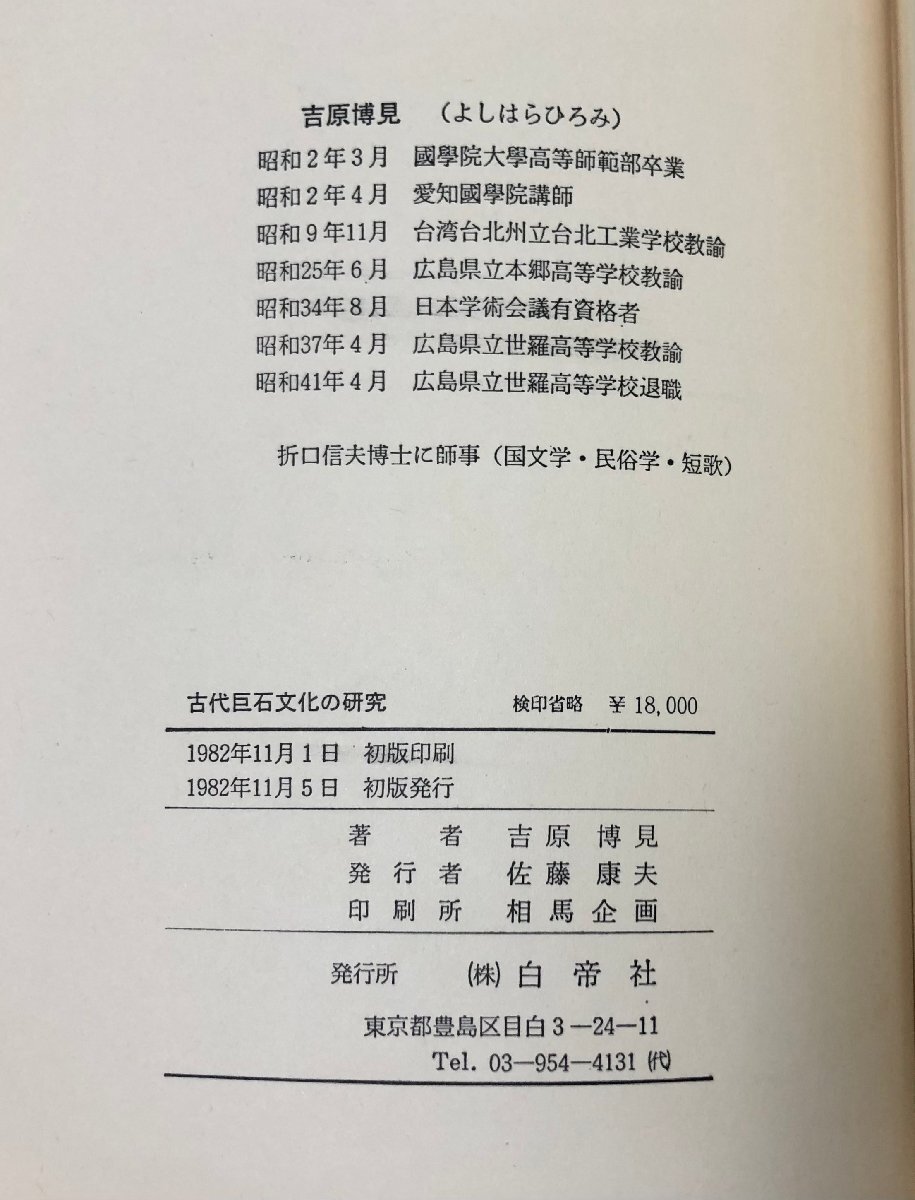 吉原博見　（よしはらひろみ）
昭和2年3月　國學院大學高等師範部卒業
昭和2年4月　愛知國學院講師
昭和9年11月　台湾台北州立台北工業学校教諭
昭和25年6月　広島県立本郷高等学校教諭
昭和34年8月　日本学術会議有資格者
昭和37年4月　広島県立世羅高等学校教諭
昭和41年4月　広島県立世羅高等学校退職
折口信夫博士に師事（国文学・民俗学・短歌）
古代巨石文化の研究　検印省略　￥18,000
1982年11月1日　初版印刷
1982年11月5日　初版発行
著　者　吉原　博見
発行者　佐藤　康夫
印刷所　相馬企画
発行所　(株)白帝社
東京都豊島区目白3—24—11
Tel. 03—954—4131 (代)